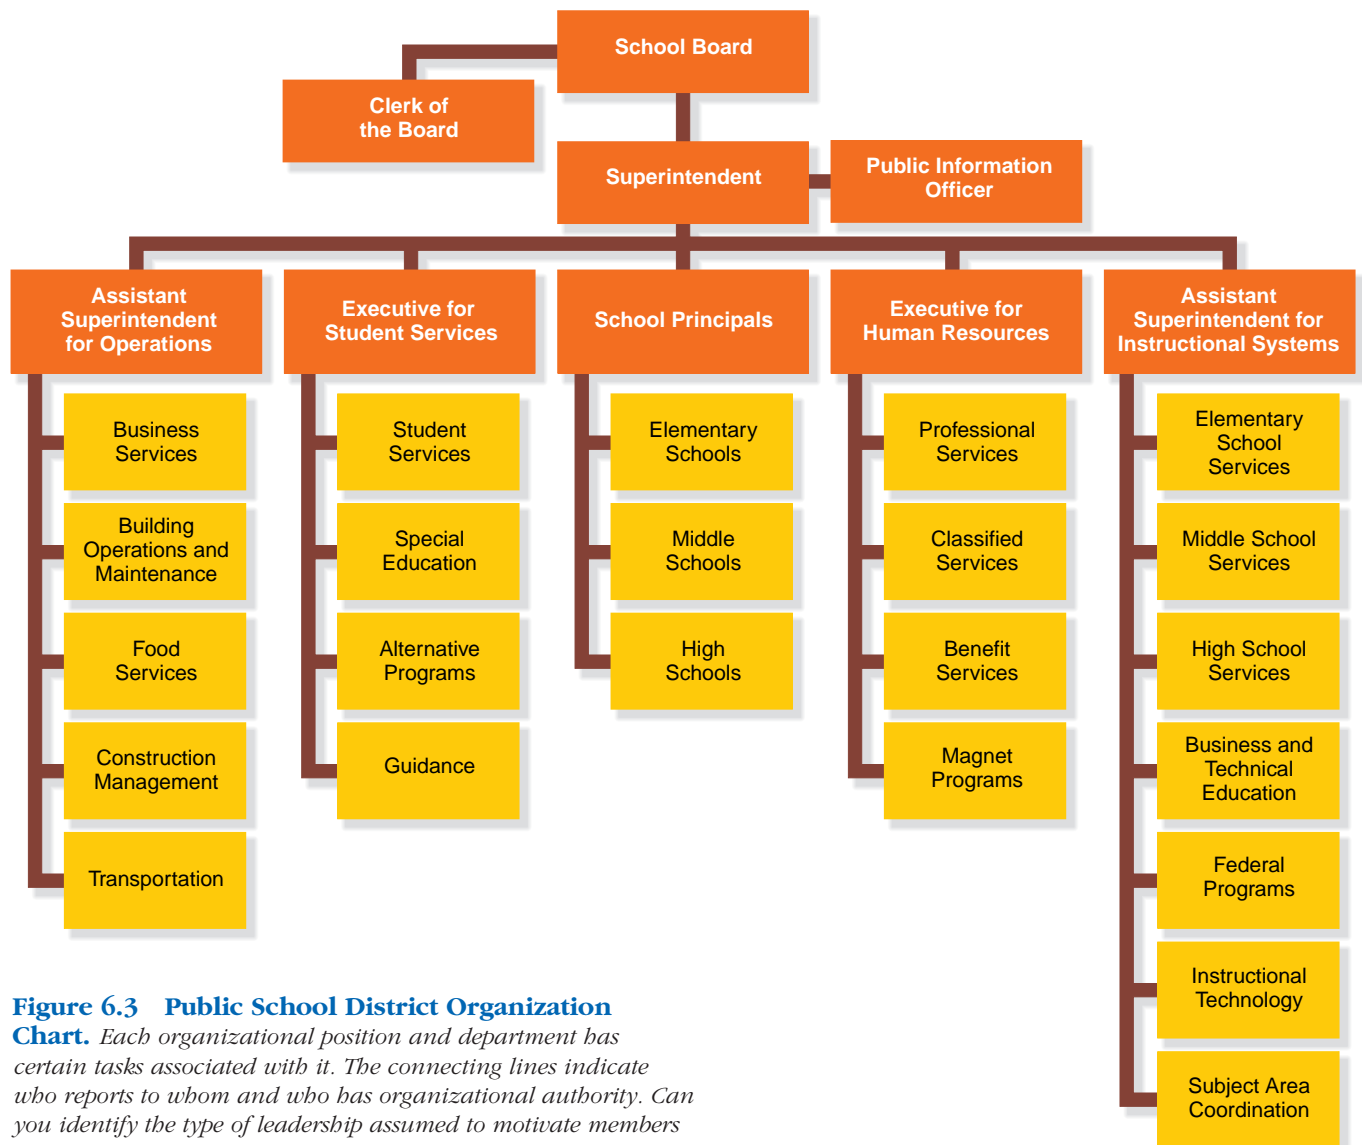 School Board
Clerk of
the Board
Superintendent
Public Information
Officer
Assistant
Superintendent
for Operations
Executive for
Student Services
School Principals
Executive for
Human Resources
Assistant
Superintendent for
Instructional Systems
Business
Services
Building
Operations and
Maintenance
Food
Services
Construction
Management
Transportation
Student
Services
Special
Education
Alternative
Programs
Guidance
Elementary
Schools
Middle
Schools
High
Schools
Professional
Services
Classified
Services
Benefit
Services
Magnet
Programs
Elementary
School
Services
Middle School
Services
High School
Services
Business and
Technical
Education
Federal
Programs
Instructional
Technology
Subject Area
Coordination
Figure 6.3 Public School District Organization
Chart. Each organizational position and department has
certain tasks associated with it. The connecting lines indicate
who reports to whom and who has organizational authority. Can
you identify the type of leadership assumed to motivate members